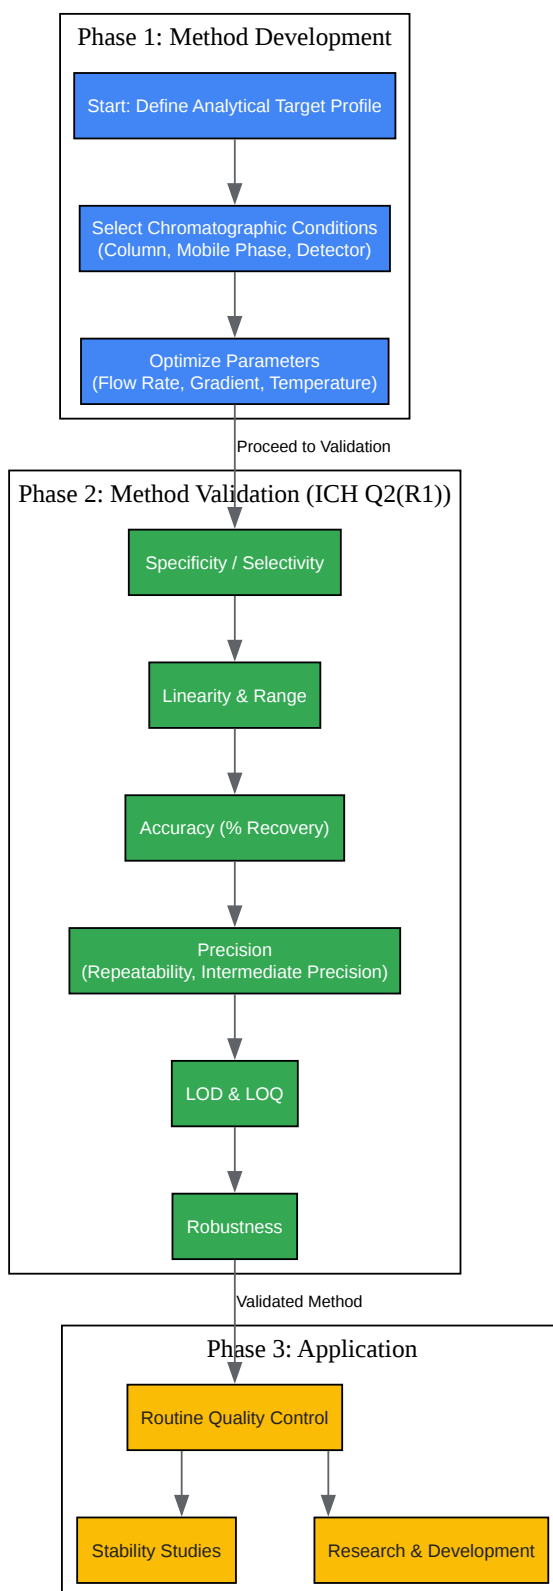 Phase 1: Method Development
Start: Define Analytical Target Profile
Select Chromatographic Conditions
(Column, Mobile Phase, Detector)
Optimize Parameters
(Flow Rate, Gradient, Temperature)
Proceed to Validation
Phase 2: Method Validation (ICH Q2(R1))
Specificity / Selectivity
Linearity & Range
Accuracy (% Recovery)
Precision
(Repeatability, Intermediate Precision)
LOD & LOQ
Robustness
Validated Method
Phase 3: Application
Routine Quality Control
Stability Studies
Research & Development